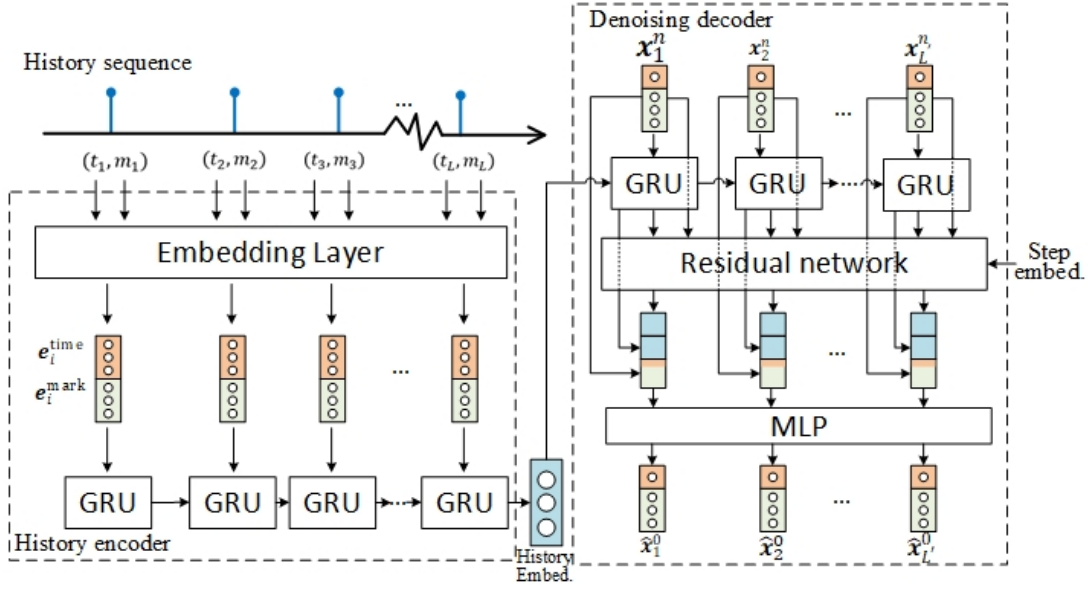 Denoising decoder
x_1^n x_2^n x_{L'}^n
History sequence
...
(t_1, m_1) (t_2, m_2) (t_3, m_3) (t_L, m_L)
...
GRU GRU ... GRU
Embedding Layer
Residual network
Step
embed.
e_i^time
e_i^mark
...
...
MLP
GRU GRU GRU ... GRU
...
History encoder
History
Embed.
x̂_1^0 x̂_2^0 x̂_{L'}^0